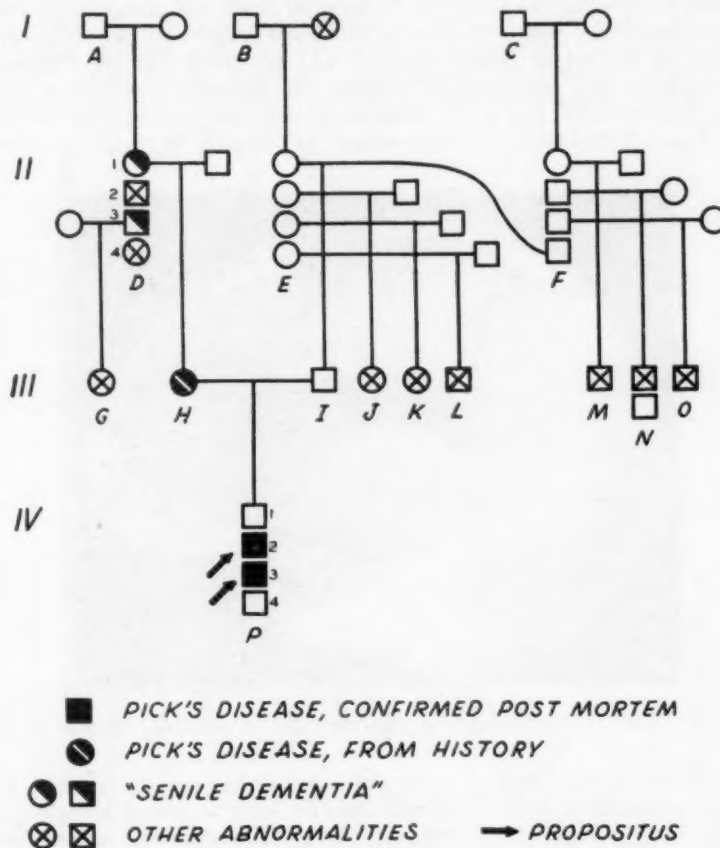 I
A B C
II
1
2
3
4
D E F
III
G H I J K L M N O
IV
1
2
3
4
P
PICK'S DISEASE, CONFIRMED POST MORTEM
PICK'S DISEASE, FROM HISTORY
"SENILE DEMENTIA"
OTHER ABNORMALITIES PROPOSITUS